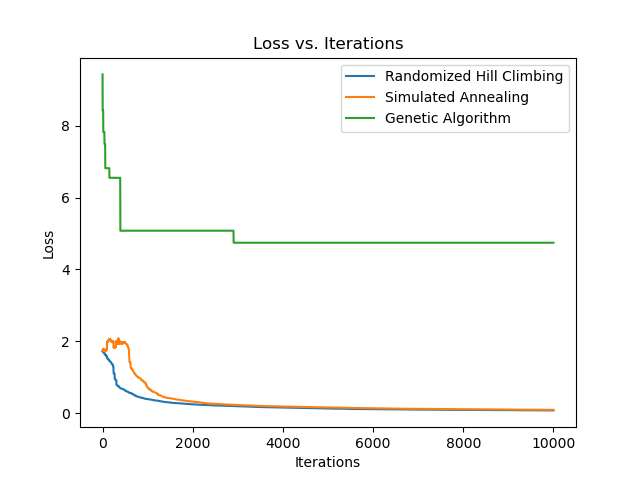 Loss vs. Iterations
Randomized Hill Climbing
Simulated Annealing
Genetic Algorithm
Loss
8
6
4
2
0
0 2000 4000 6000 8000 10000
Iterations